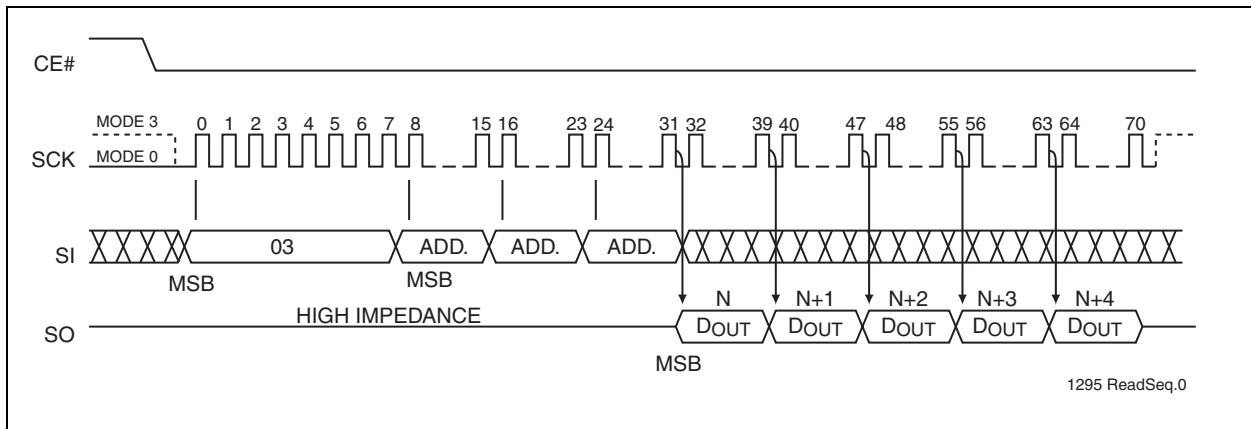 CE#
MODE 3
0 1 2 3 4 5 6 7 8 15 16 23 24 31 32 39 40 47 48 55 56 63 64 70
SCK
MODE 0
SI
03 ADD. ADD. ADD.
MSB MSB
N N+1 N+2 N+3 N+4
HIGH IMPEDANCE
SO
DOUT DOUT DOUT DOUT DOUT
MSB
1295 ReadSeq.0